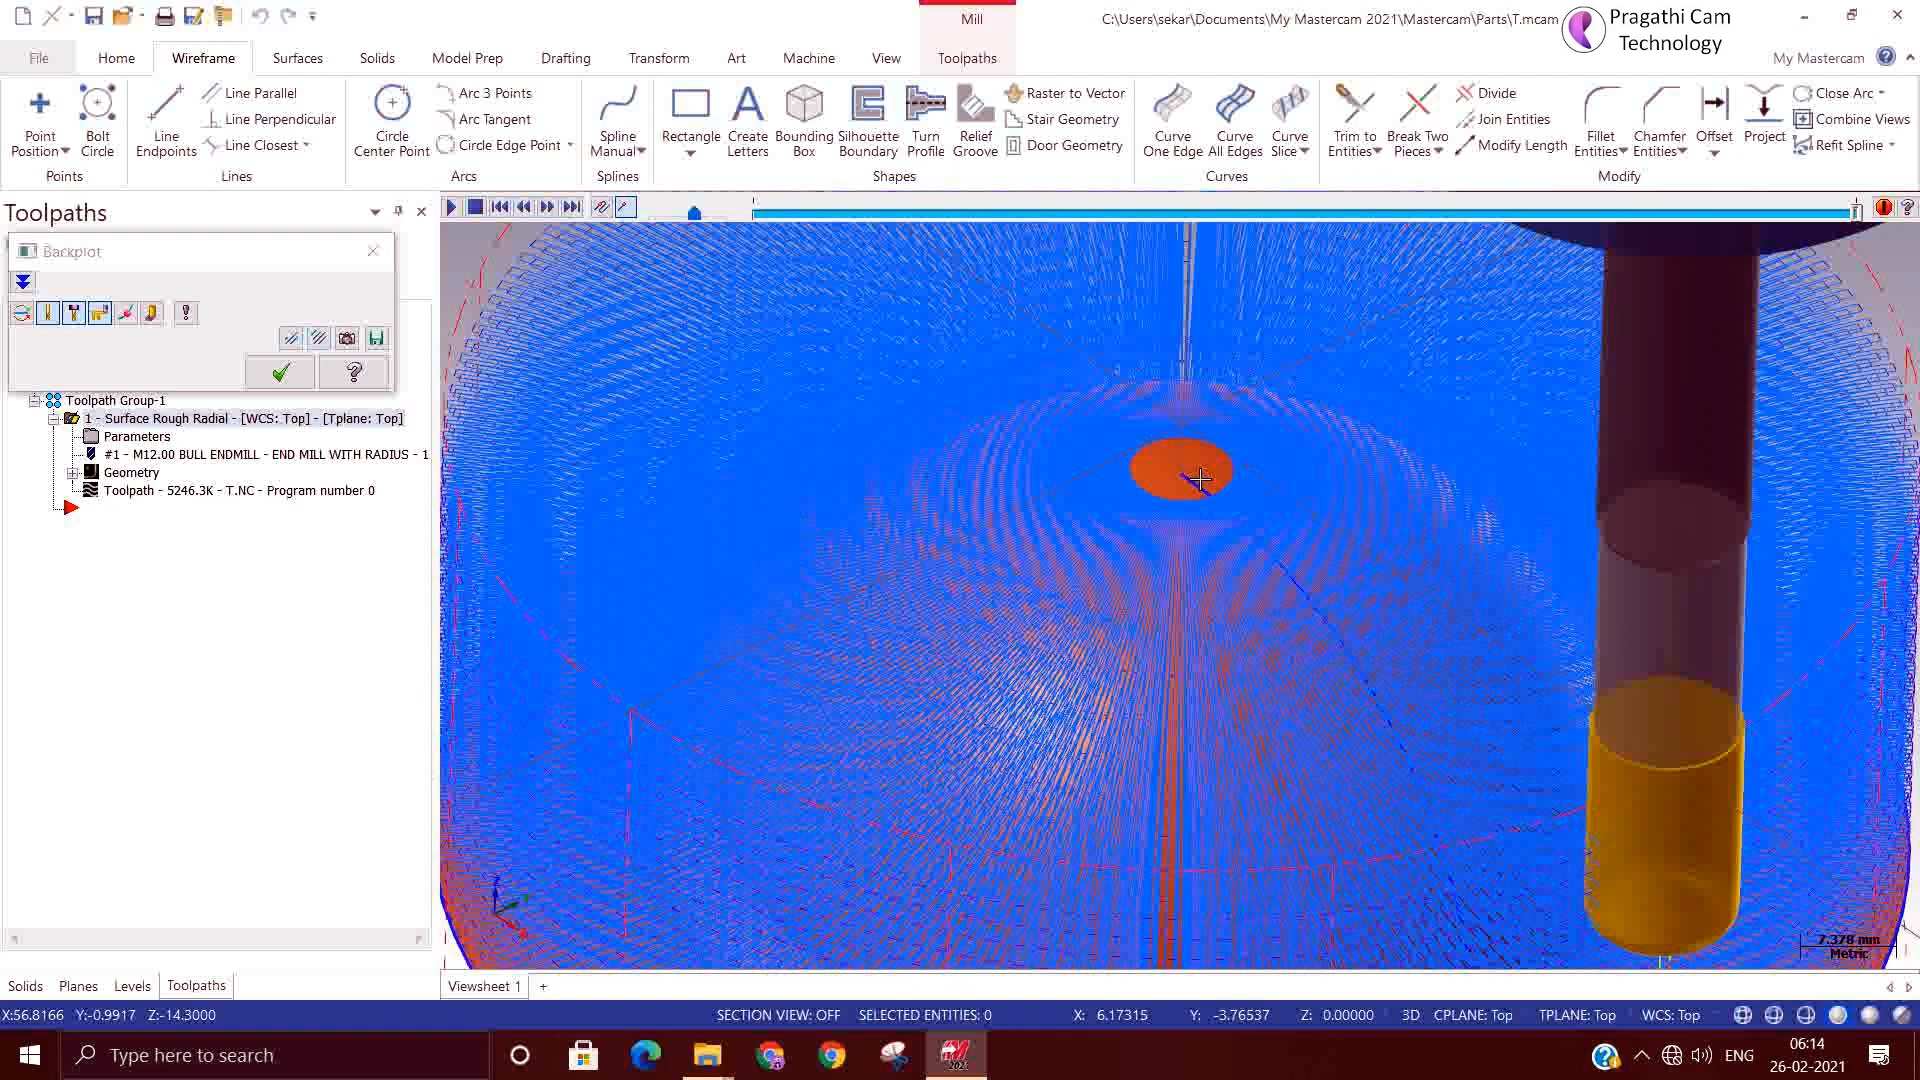 Mill
C:\Users\sekar\Documents\My Mastercam 2021\Mastercam\Parts\T.mcam
Pragathi Cam
Technology
File
Home
Wireframe
Surfaces
Solids
Model Prep
Drafting
Transform
Art
Machine
View
Toolpaths
My Mastercam
Point
Position
Bolt
Circle
Points
Line
Endpoints
Line Parallel
Line Perpendicular
Line Closest
Lines
Circle
Center Point
Arc 3 Points
Arc Tangent
Circle Edge Point
Arcs
Spline
Manual
Splines
Rectangle
Create
Letters
Bounding
Box
Silhouette
Boundary
Turn
Profile
Relief
Groove
Raster to Vector
Stair Geometry
Door Geometry
Shapes
Curve
One Edge
Curve
All Edges
Curve
Slice
Curves
Trim to
Entities
Break Two
Pieces
Divide
Join Entities
Modify Length
Fillet
Entities
Chamfer
Entities
Offset
Project
Close Arc
Combine Views
Refit Spline
Modify
Toolpaths
Backplot
Toolpath Group-1
1 - Surface Rough Radial - [WCS: Top] - [Tplane: Top]
Parameters
#1 - M12.00 BULL ENDMILL - END MILL WITH RADIUS - 1
Geometry
Toolpath - 5246.3K - T.NC - Program number 0
7.378 mm
Metric
Solids
Planes
Levels
Toolpaths
Viewsheet 1
+
X:56.8166 Y:-0.9917 Z:-14.3000
SECTION VIEW: OFF
SELECTED ENTITIES: 0
X: 6.17315
Y: -3.76537
Z: 0.00000
3D
CPLANE: Top
TPLANE: Top
WCS: Top
Type here to search
2021
ENG
06:14
26-02-2021